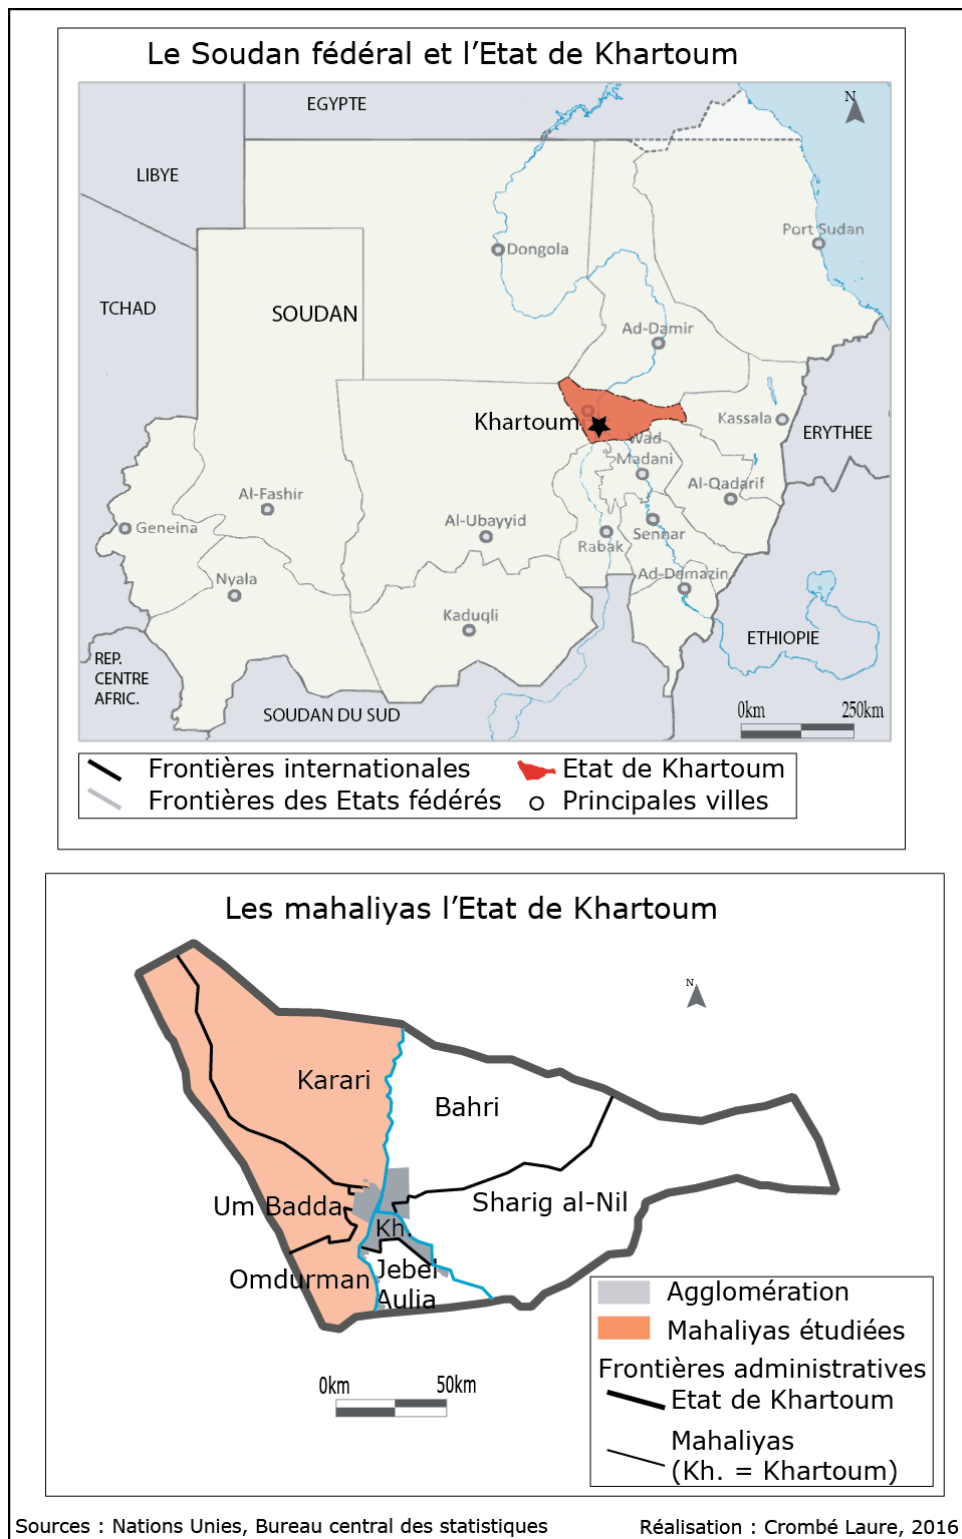 Le Soudan fédéral et l'Etat de Khartoum
EGYPTE
N
LIBYE
Port Sudan
Dongola
TCHAD
SOUDAN
Ad-Damir
Khartoum
Kassala
ERYTHEE
Wad
Madani
Al-Fashir
Al-Qadarif
Geneina
Al-Ubayyid
Rabak
Sennar
Nyala
Ad-Damazin
Kaduqli
ETHIOPIE
REP.
CENTRE
AFRIC.
SOUDAN DU SUD
0km 250km
Frontières internationales
Etat de Khartoum
Frontières des Etats fédérés
Principales villes
Les mahaliyas l'Etat de Khartoum
N
Karari
Bahri
Um Badda
Sharig al-Nil
Kh.
Omdurman
Jebel
Aulia
Agglomération
Mahaliyas étudiées
Frontières administratives
Etat de Khartoum
Mahaliyas
(Kh. = Khartoum)
0km 50km
Sources : Nations Unies, Bureau central des statistiques
Réalisation : Crombé Laure, 2016